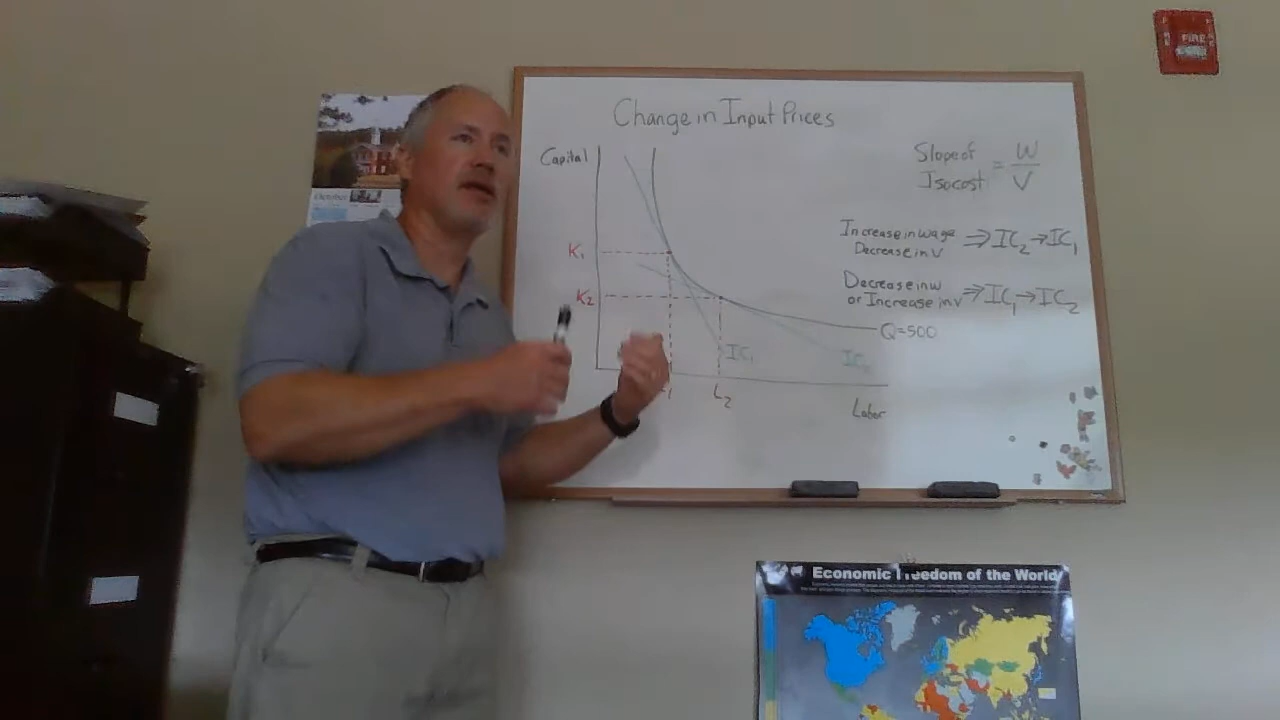 Change in Input Prices
Capital
Slope of
Isocost
= W
V
Increase in wage
Decrease in V
⇒ IC2 → IC1
K1
Decrease in w
or Increase in v
⇒ IC1 → IC2
K2
Q=500
IC1
L2
Labor
FIRE
October
Economic Freedom of the World